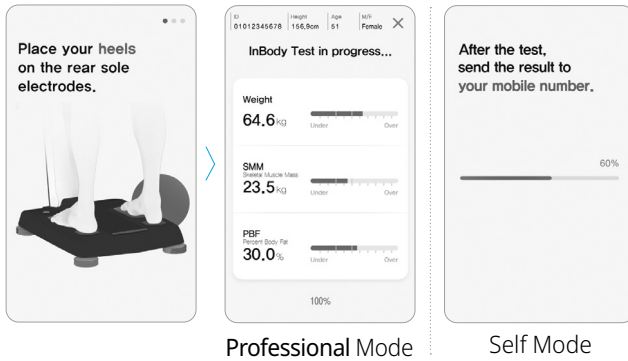 Place your heels
on the rear sole
electrodes.
ID
01012345678
Height
156.9cm
Age
51
M/F
Female
InBody Test in progress...
Weight
64.6kg
Under
Over
SMM
Skeletal Muscle Mass
23.5kg
Under
Over
PBF
Percent Body Fat
30.0%
Under
Over
100%
Professional Mode
After the test,
send the result to
your mobile number.
60%
Self Mode